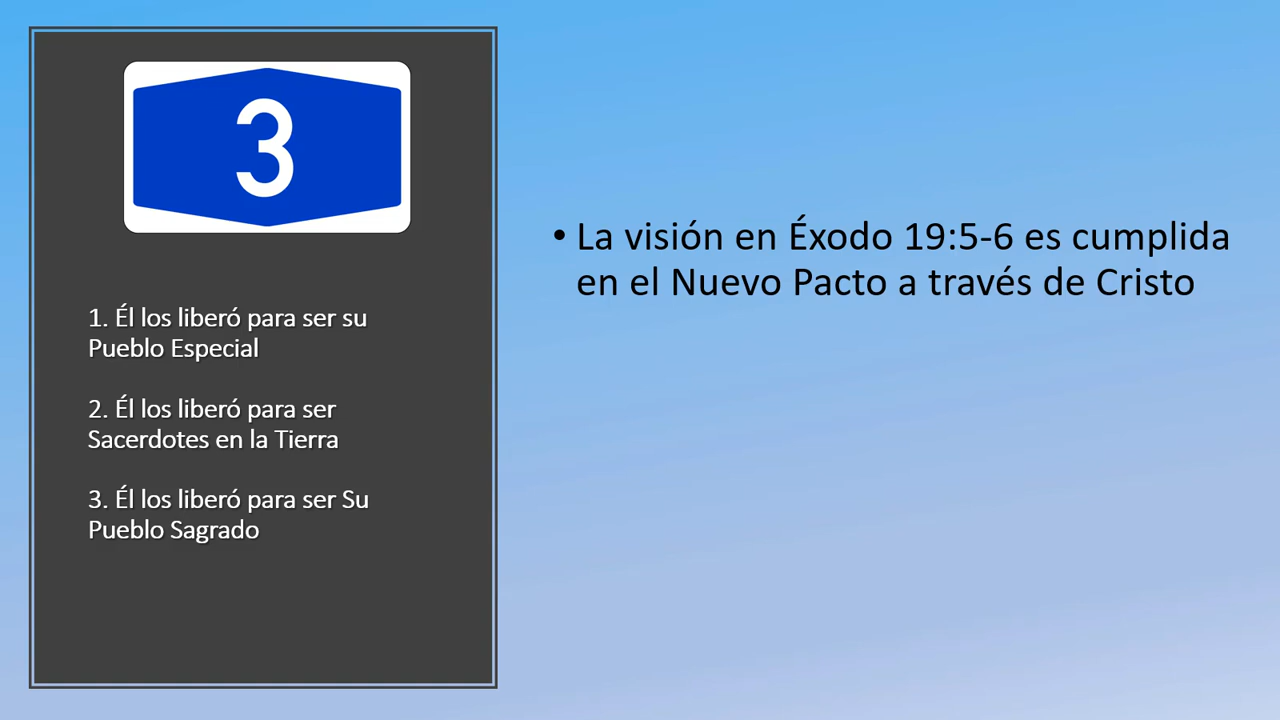 3
1. Él los liberó para ser su
Pueblo Especial
2. Él los liberó para ser
Sacerdotes en la Tierra
3. Él los liberó para ser Su
Pueblo Sagrado
• La visión en Éxodo 19:5-6 es cumplida
en el Nuevo Pacto a través de Cristo